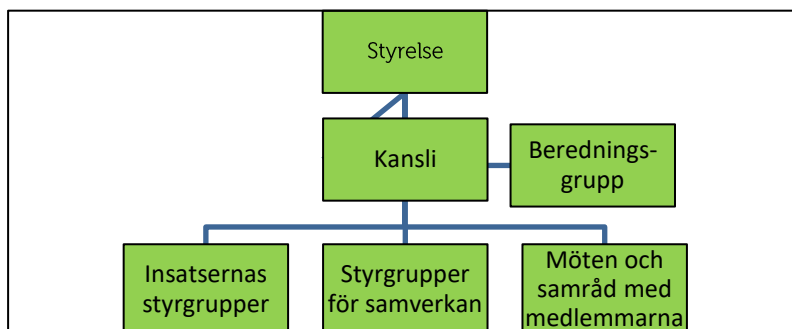 Styrelse
Kansli
Berednings-
grupp
Insatsernas
styrgrupper
Styrgrupper
för samverkan
Möten och
samråd med
medlemmarna